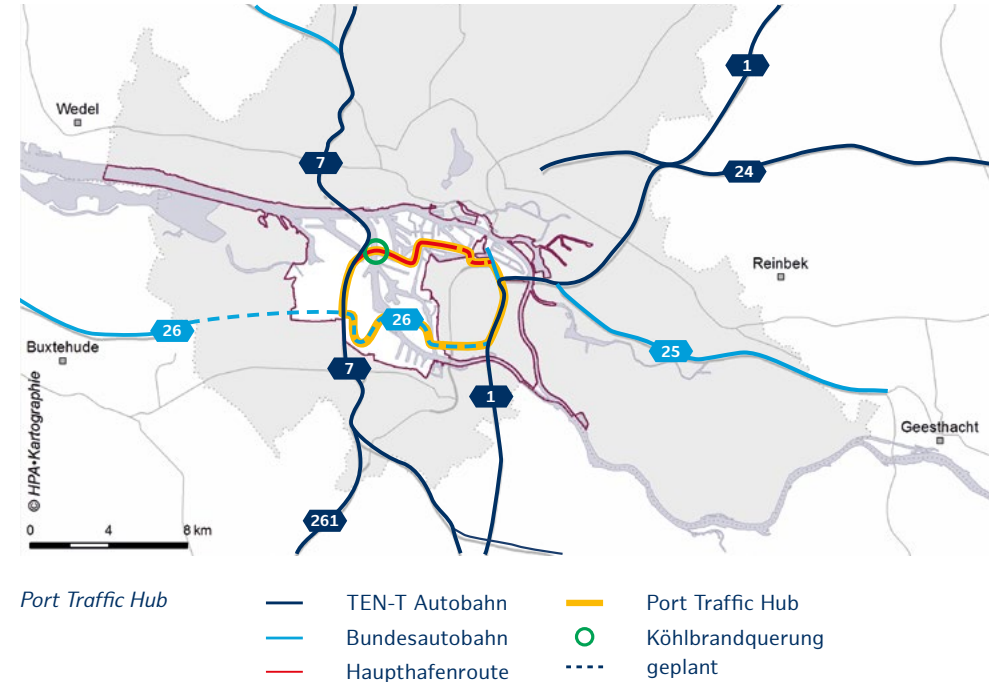 1
Wedel
7
24
Reinbek
26
26
Buxtehude
25
7
1
Geesthacht
© HPA•Kartographie
261
0 4 8 km
Port Traffic Hub
TEN-T Autobahn
Bundesautobahn
Haupthafenroute
Port Traffic Hub
Köhlbrandquerung
geplant